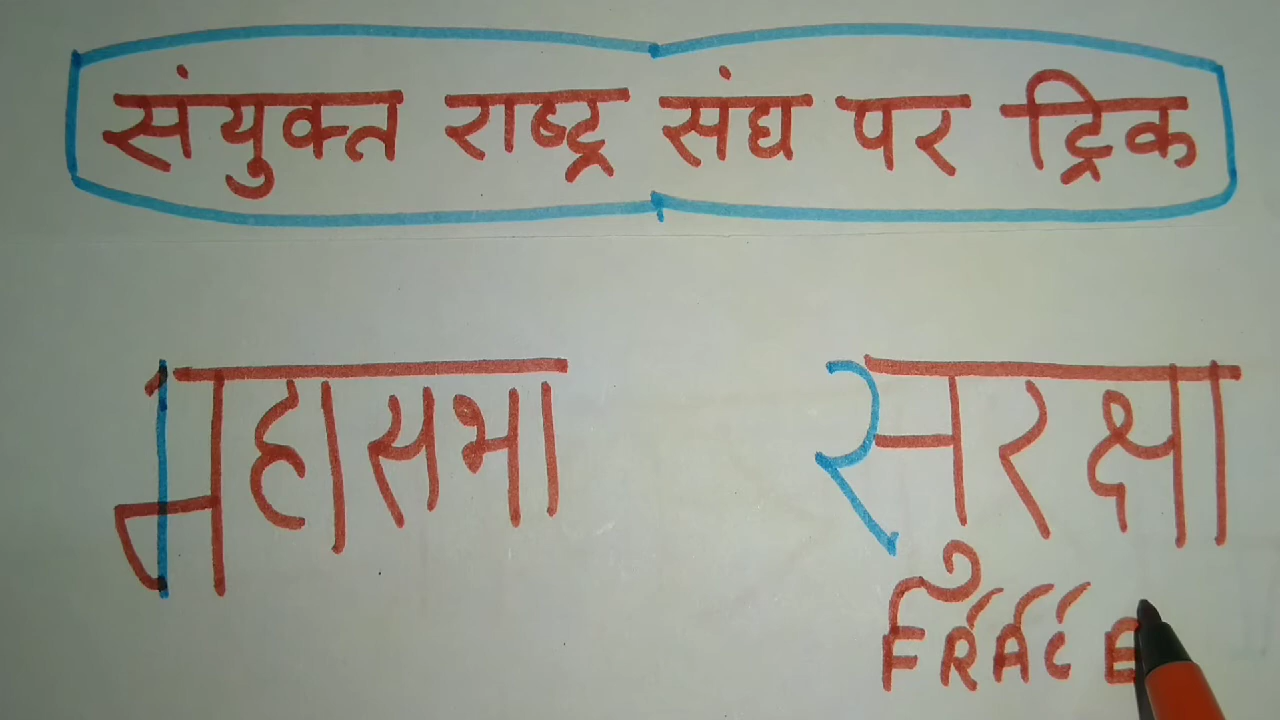 संयुक्त राष्ट्र संघ पर ट्रिक
महासभा
सुरक्षा
FRACE